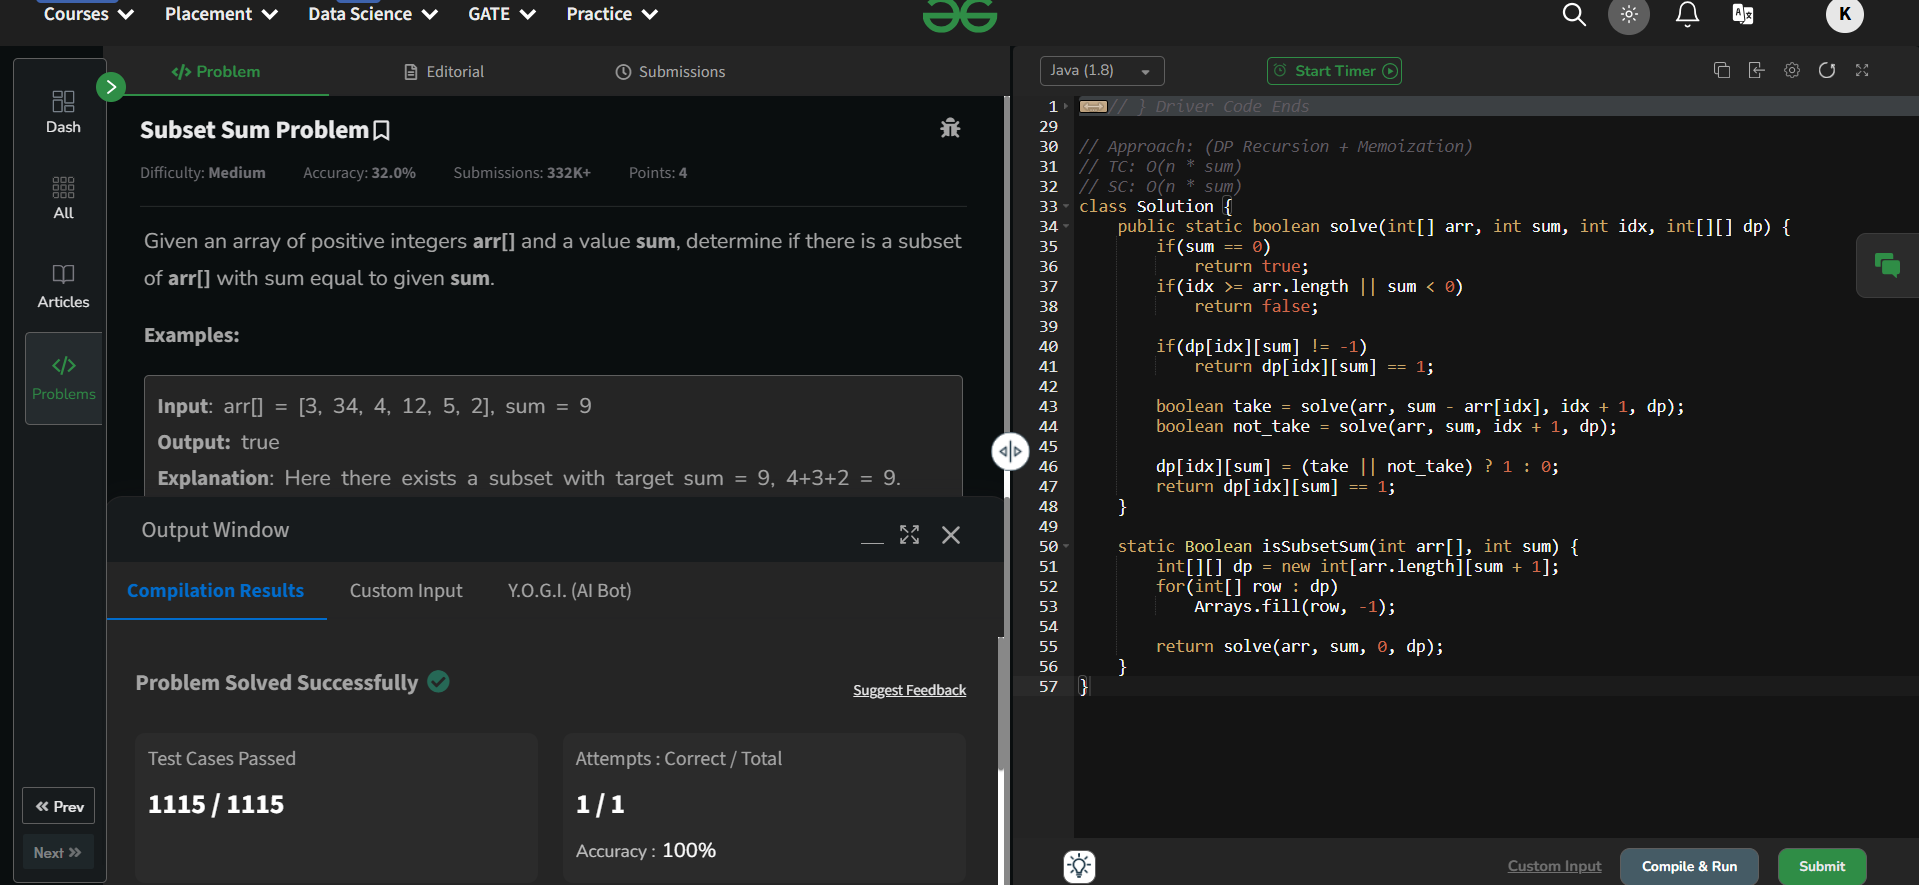 Courses Placement Data Science GATE Practice K
Dash
All
Articles
Problems
Prev
Next
Problem Editorial Submissions
Subset Sum Problem
Difficulty: Medium Accuracy: 32.0% Submissions: 332K+ Points: 4
Given an array of positive integers arr[] and a value sum, determine if there is a subset
of arr[] with sum equal to given sum.
Examples:
Input: arr[] = [3, 34, 4, 12, 5, 2], sum = 9
Output: true
Explanation: Here there exists a subset with target sum = 9, 4+3+2 = 9.
Output Window
Compilation Results Custom Input Y.O.G.I. (AI Bot)
Problem Solved Successfully
Suggest Feedback
Test Cases Passed
1115 / 1115
Attempts : Correct / Total
1 / 1
Accuracy : 100%
Java (1.8) Start Timer
1 // } Driver Code Ends
29
30 // Approach: (DP Recursion + Memoization)
31 // TC: O(n * sum)
32 // SC: O(n * sum)
33 class Solution {
34 public static boolean solve(int[] arr, int sum, int idx, int[][] dp) {
35 if(sum == 0)
36 return true;
37 if(idx >= arr.length || sum < 0)
38 return false;
39
40 if(dp[idx][sum] != -1)
41 return dp[idx][sum] == 1;
42
43 boolean take = solve(arr, sum - arr[idx], idx + 1, dp);
44 boolean not_take = solve(arr, sum, idx + 1, dp);
45
46 dp[idx][sum] = (take || not_take) ? 1 : 0;
47 return dp[idx][sum] == 1;
48 }
49
50 static Boolean isSubsetSum(int arr[], int sum) {
51 int[][] dp = new int[arr.length][sum + 1];
52 for(int[] row : dp)
53 Arrays.fill(row, -1);
54
55 return solve(arr, sum, 0, dp);
56 }
57 }
Custom Input Compile & Run Submit